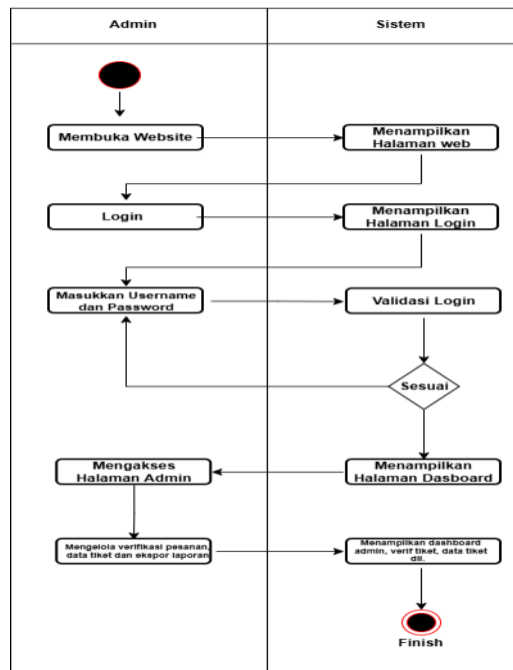 Admin
Sistem
Membuka Website
Menampilkan
Halaman web
Login
Menampilkan
Halaman Login
Masukkan Username
dan Password
Validasi Login
Sesuai
Mengakses
Halaman Admin
Menampilkan
Halaman Dasboard
Mengelola verifikasi pesanan,
data tiket dan ekspor laporan
Menampilkan dashboard
admin, verif tiket, data tiket
dll.
Finish